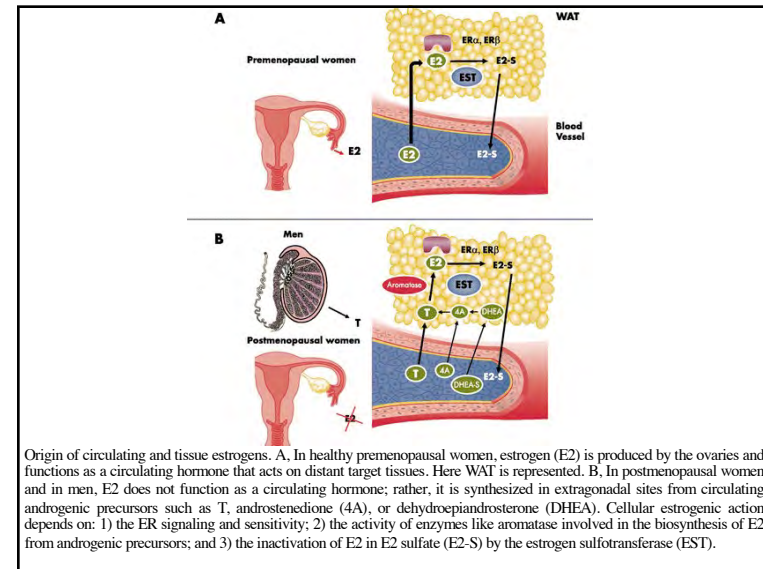 A
WAT
ERα, ERβ
Premenopausal women
E2
E2-S
EST
E2
Blood
Vessel
E2
E2-S
B
Men
ERα, ERβ
E2
E2-S
Aromatase
EST
T
4A
DHEA
T
Postmenopausal women
T
4A
E2-S
DHEA-S
E2
Origin of circulating and tissue estrogens. A, In healthy premenopausal women, estrogen (E2) is produced by the ovaries and
functions as a circulating hormone that acts on distant target tissues. Here WAT is represented. B, In postmenopausal women
and in men, E2 does not function as a circulating hormone; rather, it is synthesized in extragonadal sites from circulating
androgenic precursors such as T, androstenedione (4A), or dehydroepiandrosterone (DHEA). Cellular estrogenic action
depends on: 1) the ER signaling and sensitivity; 2) the activity of enzymes like aromatase involved in the biosynthesis of E2
from androgenic precursors; and 3) the inactivation of E2 in E2 sulfate (E2-S) by the estrogen sulfotransferase (EST).